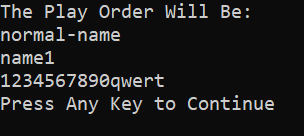 The Play Order Will Be:
normal-name
name1
1234567890qwert
Press Any Key to Continue